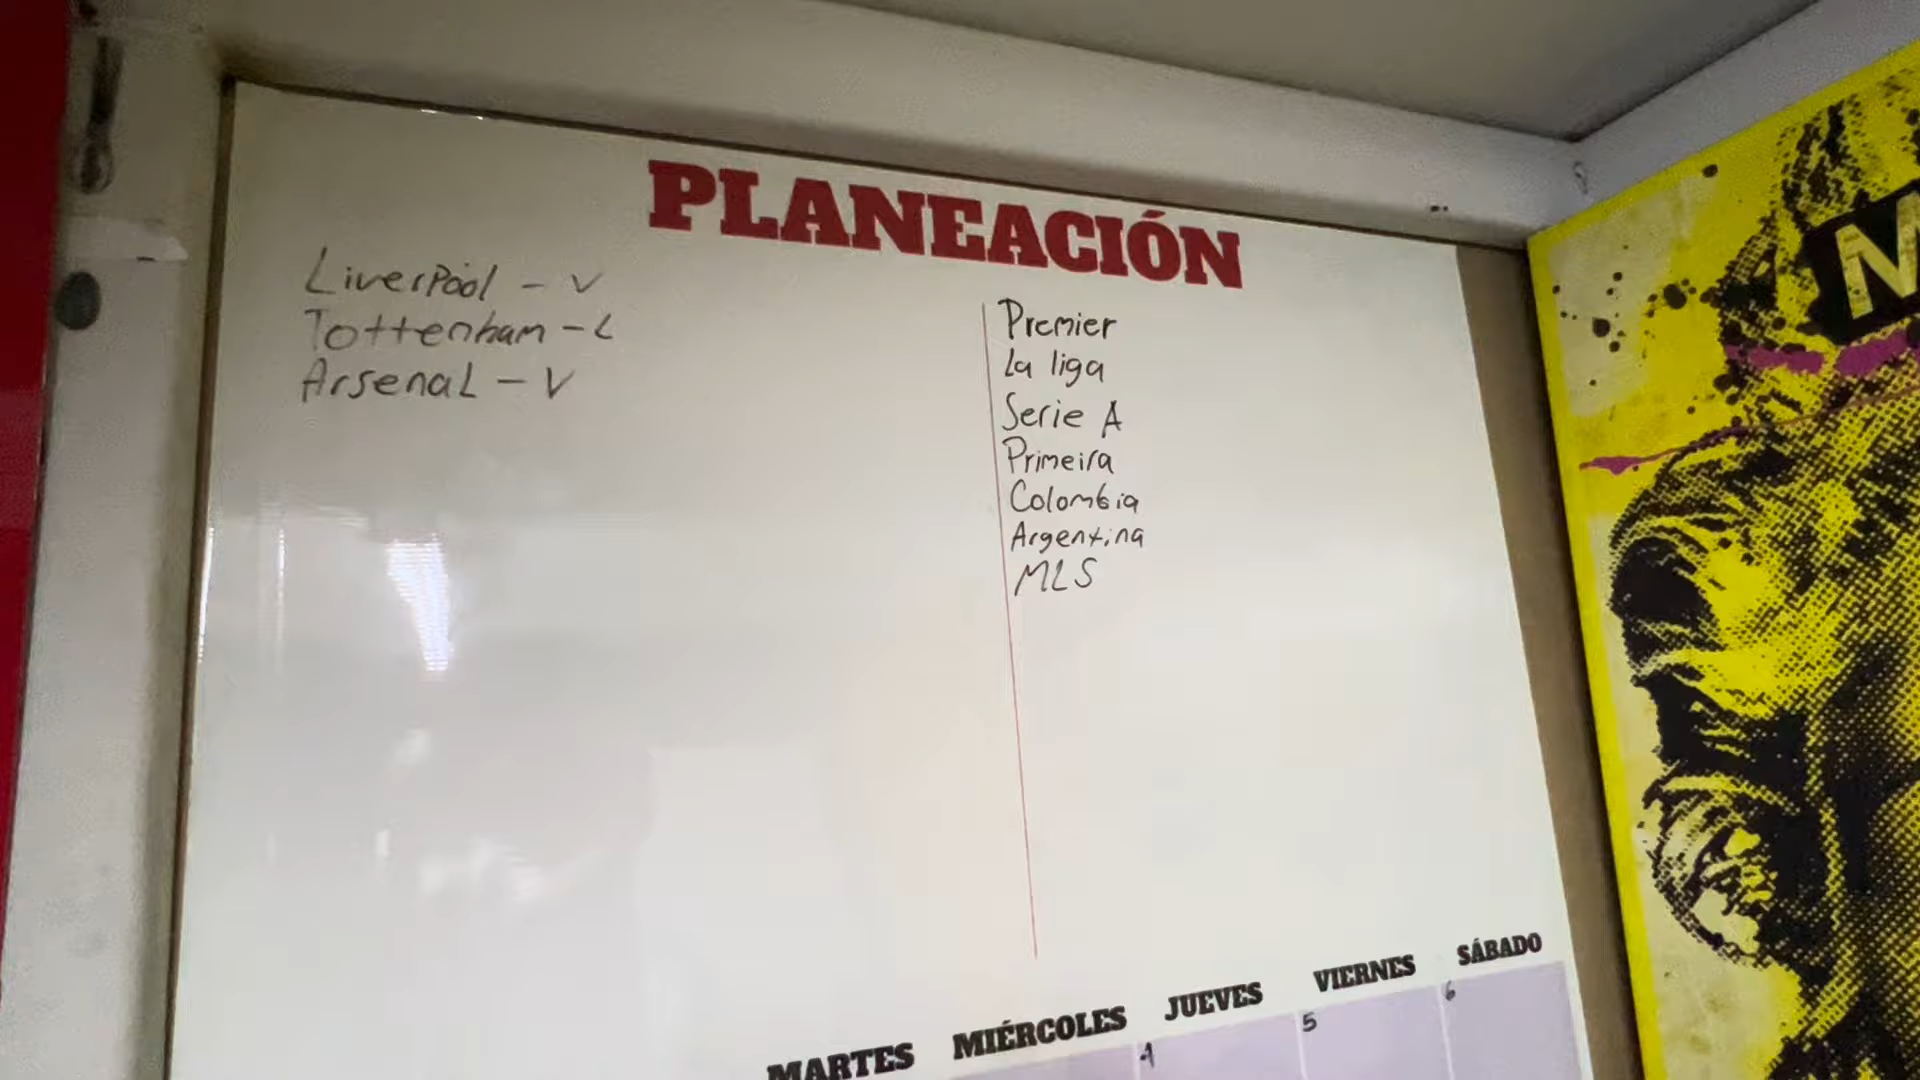 PLANEACIÓN
LiverPool - V
Tottenham - L
ArsenaL - V
Premier
La liga
Serie A
Primeira
Colombia
Argentina
MLS
MARTES MIÉRCOLES JUEVES VIERNES SÁBADO
4 5 6
M